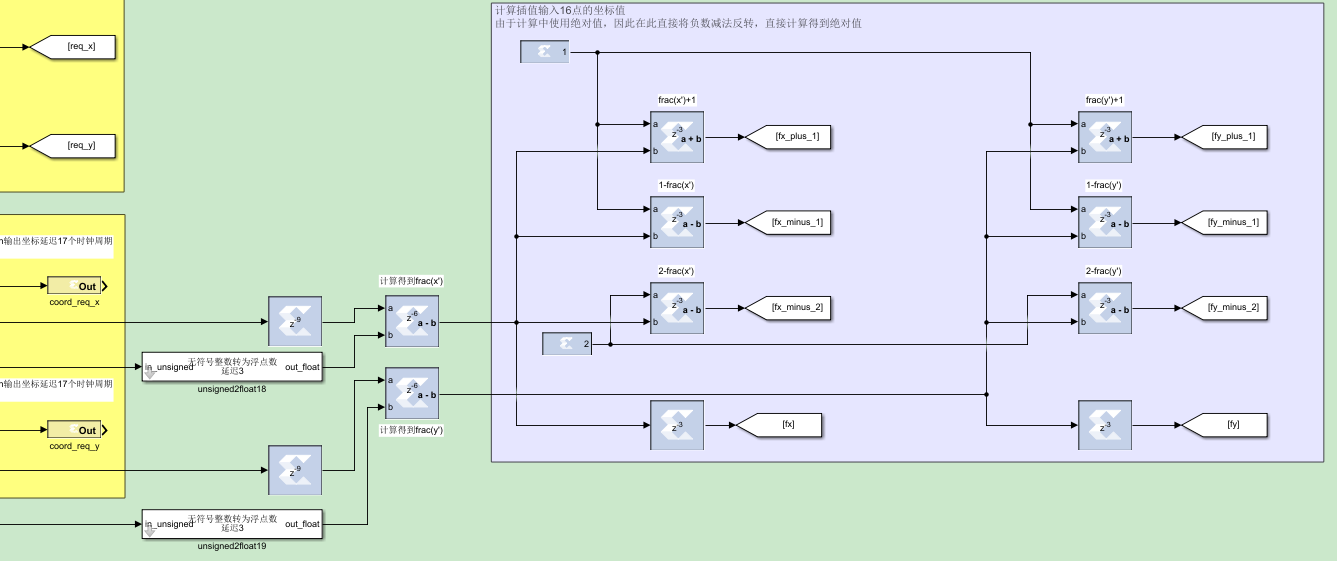 计算插值输入16点的坐标值
由于计算中使用绝对值，因此在此直接将负数减法反转，直接计算得到绝对值
[req_x]
1
frac(x')+1
frac(y')+1
a
z-3
a + b
b
[fx_plus_1]
a
z-3
a + b
b
[fy_plus_1]
[req_y]
1-frac(x')
1-frac(y')
a
z-3
a - b
b
[fx_minus_1]
a
z-3
a - b
b
[fy_minus_1]
输出坐标延迟17个时钟周期
2-frac(x')
2-frac(y')
计算得到frac(x')
Out
coord_req_x
a
z-3
a - b
b
[fx_minus_2]
a
z-3
a - b
b
[fy_minus_2]
z-9
a
z-6
a - b
b
2
in_unsigned
无符号整数转为浮点数
延迟3
out_float
unsigned2float18
输出坐标延迟17个时钟周期
a
z-6
a - b
b
计算得到frac(y')
Out
coord_req_y
z-3
[fx]
z-3
[fy]
z-9
in_unsigned
无符号整数转为浮点数
延迟3
out_float
unsigned2float19